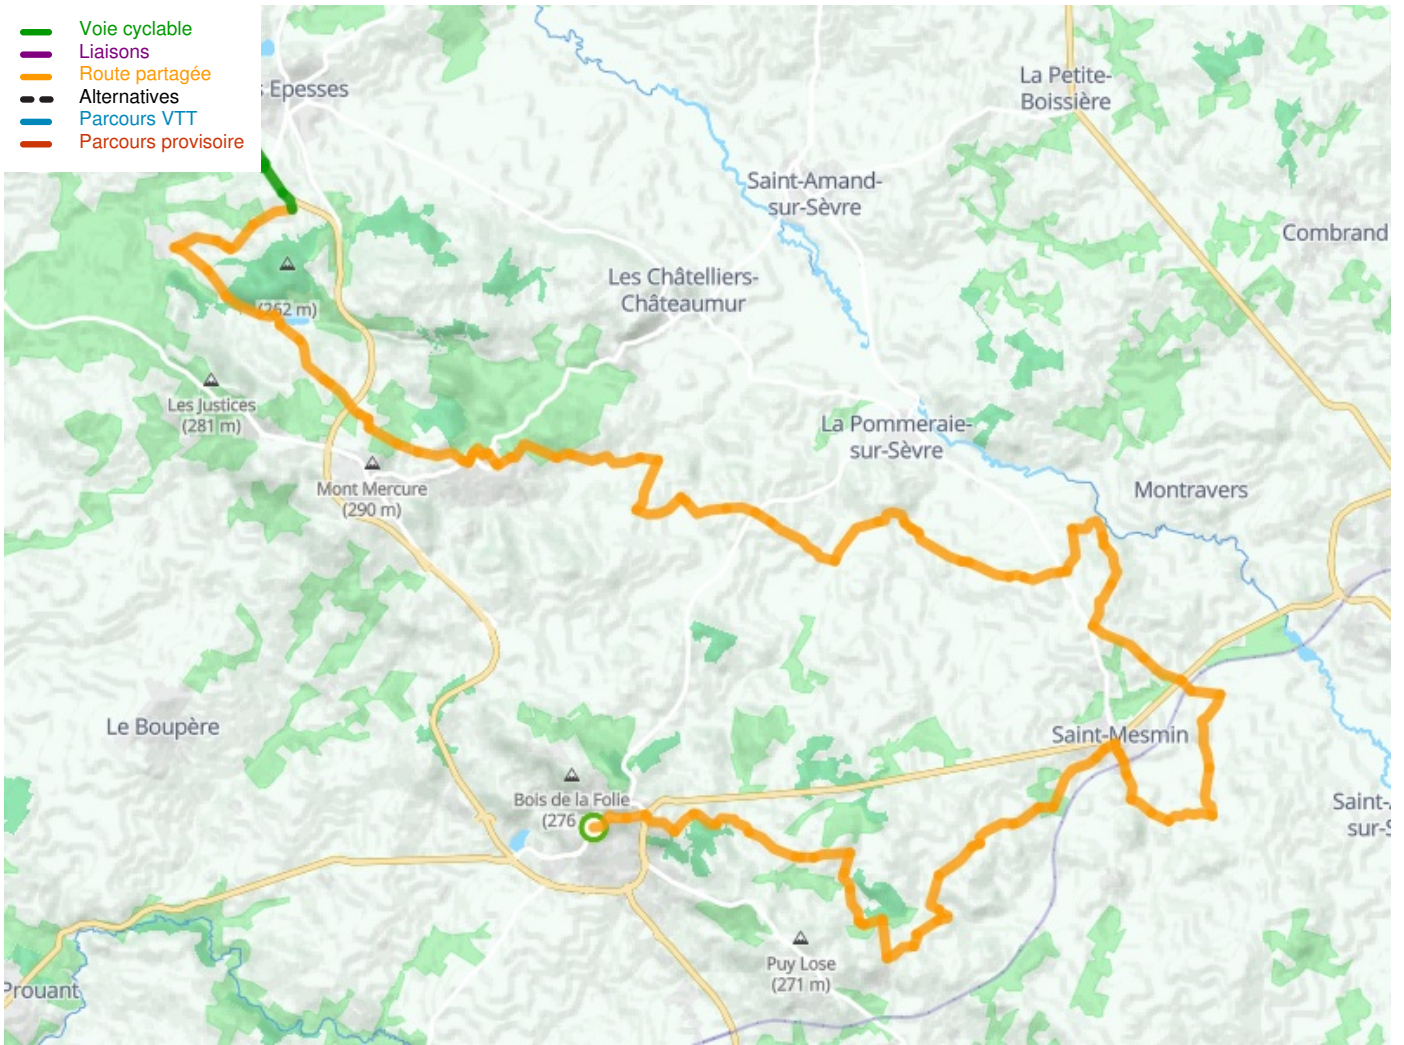 Voie cyclable
Liaisons
Route partagée
Alternatives
Parcours VTT
Parcours provisoire
Epesses
La Petite-
Boissière
Saint-Amand-
sur-Sèvre
Combrand
Les Châtelliers-
Châteaumur
(262 m)
Les Justices
(281 m)
La Pommeraie-
sur-Sèvre
Mont Mercure
(290 m)
Montravers
Le Boupère
Saint-Mesmin
Bois de la Folie
(276
Saint-
sur-S
Puy Lose
(271 m)
Prouant